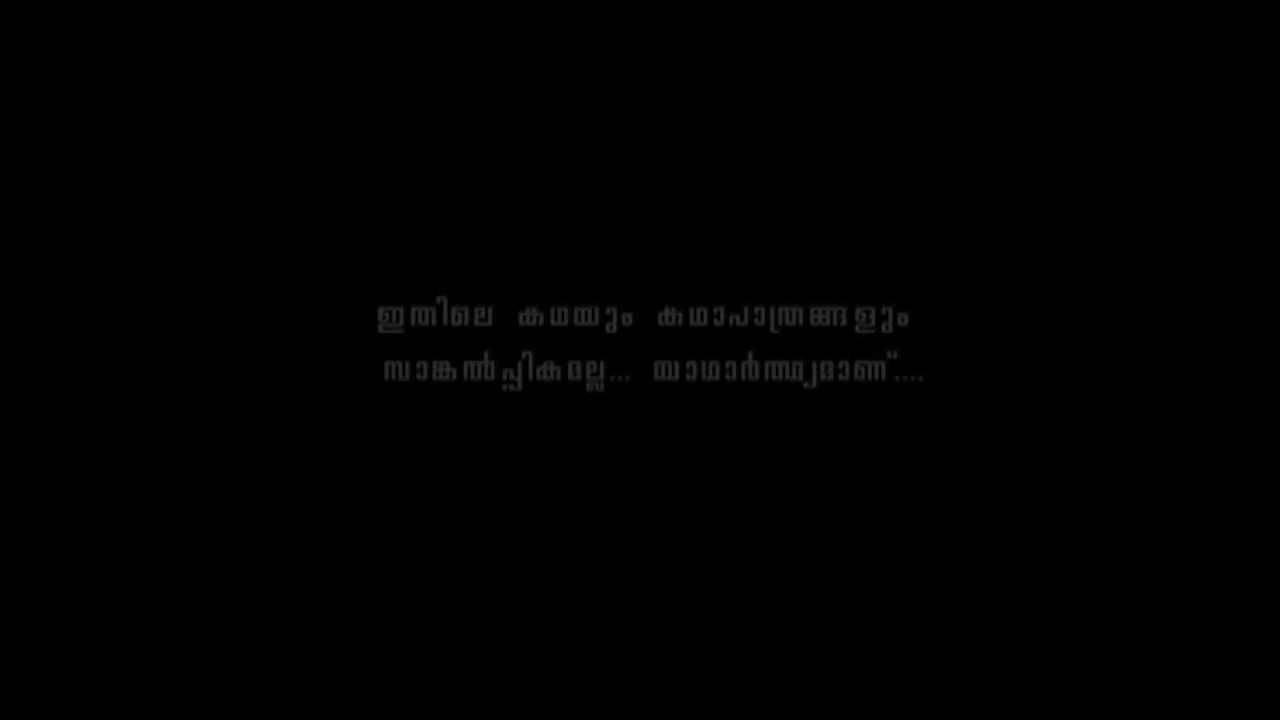 ഇതിലെ കഥയും കഥാപാത്രങ്ങളും
സാങ്കൽപ്പികമല്ല... യാഥാർത്ഥ്യമാണ്....